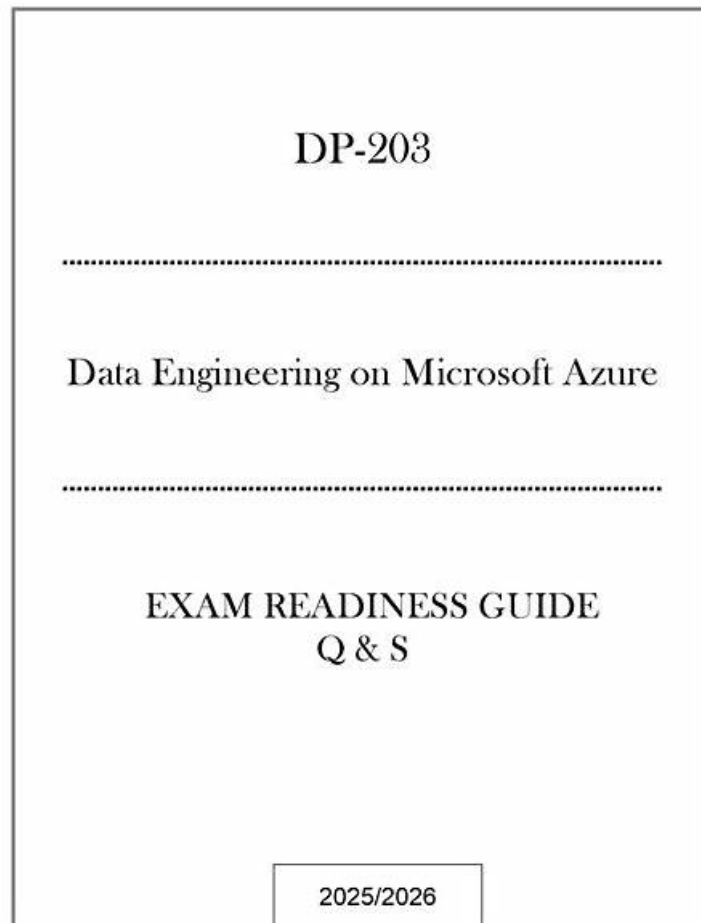 DP-203
Data Engineering on Microsoft Azure
EXAM READINESS GUIDE
Q & S
2025/2026